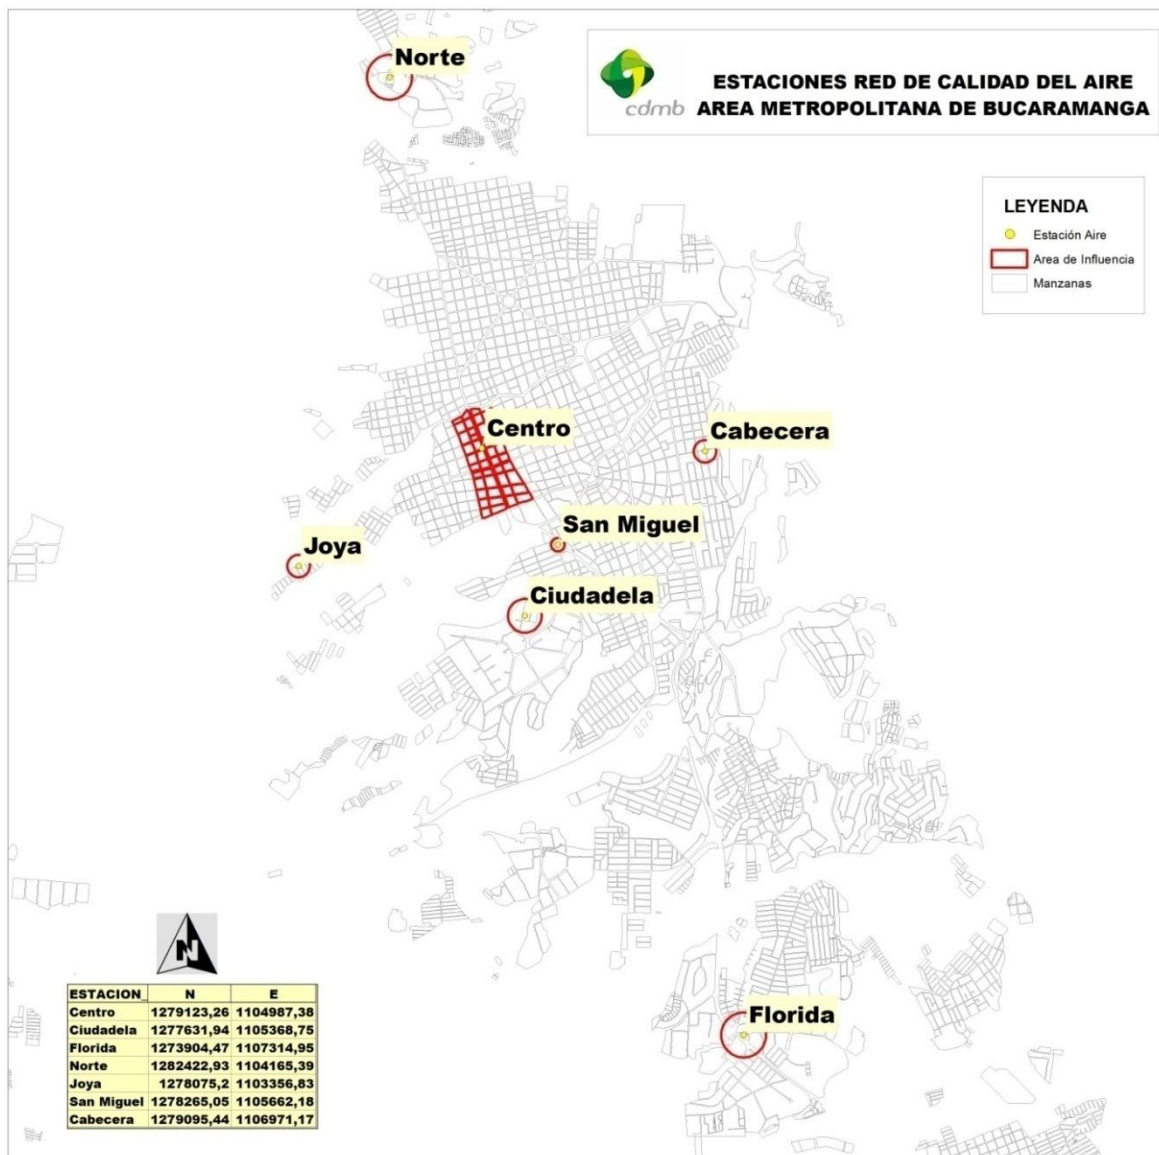 Norte
cdmb
ESTACIONES RED DE CALIDAD DEL AIRE
AREA METROPOLITANA DE BUCARAMANGA
LEYENDA
Estación Aire
Area de Influencia
Manzanas
Centro
Cabecera
San Miguel
Joya
Ciudadela
Florida
N
ESTACION_ N E
Centro 1279123,26 1104987,38
Ciudadela 1277631,94 1105368,75
Florida 1273904,47 1107314,95
Norte 1282422,93 1104165,39
Joya 1278075,2 1103356,83
San Miguel 1278265,05 1105662,18
Cabecera 1279095,44 1106971,17